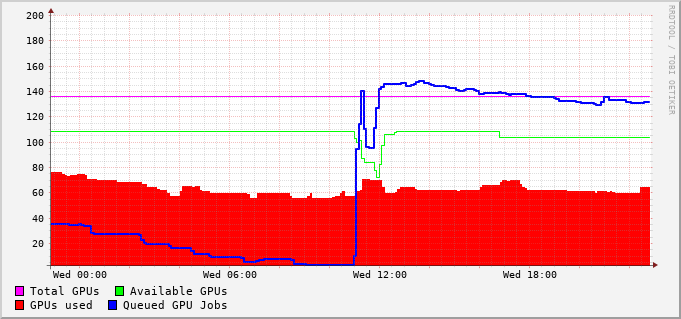 200
180
160
140
120
100
80
60
40
20
Wed 00:00 Wed 06:00 Wed 12:00 Wed 18:00
Total GPUs Available GPUs
GPUs used Queued GPU Jobs
RRDTOOL / TOBI OETIKER